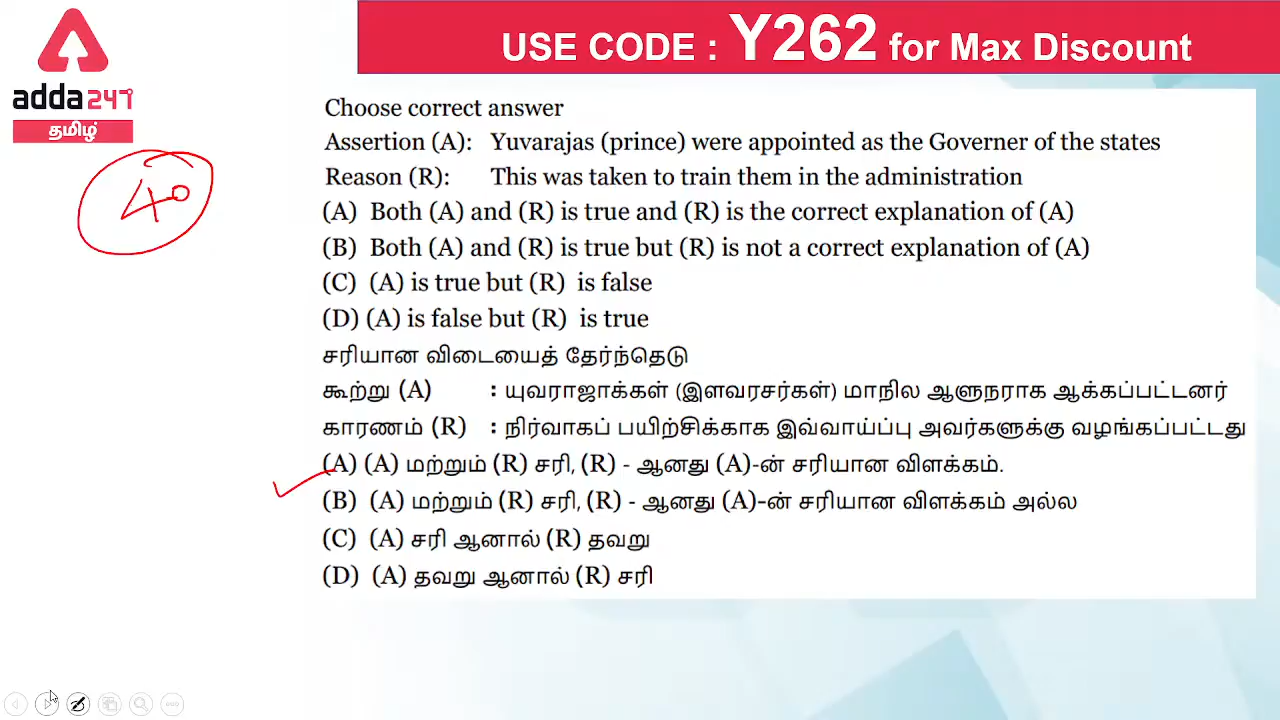 USE CODE : Y262 for Max Discount
adda247
தமிழ்
40
Choose correct answer
Assertion (A): Yuvarajas (prince) were appointed as the Governer of the states
Reason (R): This was taken to train them in the administration
(A) Both (A) and (R) is true and (R) is the correct explanation of (A)
(B) Both (A) and (R) is true but (R) is not a correct explanation of (A)
(C) (A) is true but (R) is false
(D) (A) is false but (R) is true
சரியான விடையைத் தேர்ந்தெடு
கூற்று (A) : யுவராஜாக்கள் (இளவரசர்கள்) மாநில ஆளுநராக ஆக்கப்பட்டனர்
காரணம் (R) : நிர்வாகப் பயிற்சிக்காக இவ்வாய்ப்பு அவர்களுக்கு வழங்கப்பட்டது
(A) (A) மற்றும் (R) சரி, (R) - ஆனது (A)-ன் சரியான விளக்கம்.
(B) (A) மற்றும் (R) சரி, (R) - ஆனது (A)-ன் சரியான விளக்கம் அல்ல
(C) (A) சரி ஆனால் (R) தவறு
(D) (A) தவறு ஆனால் (R) சரி